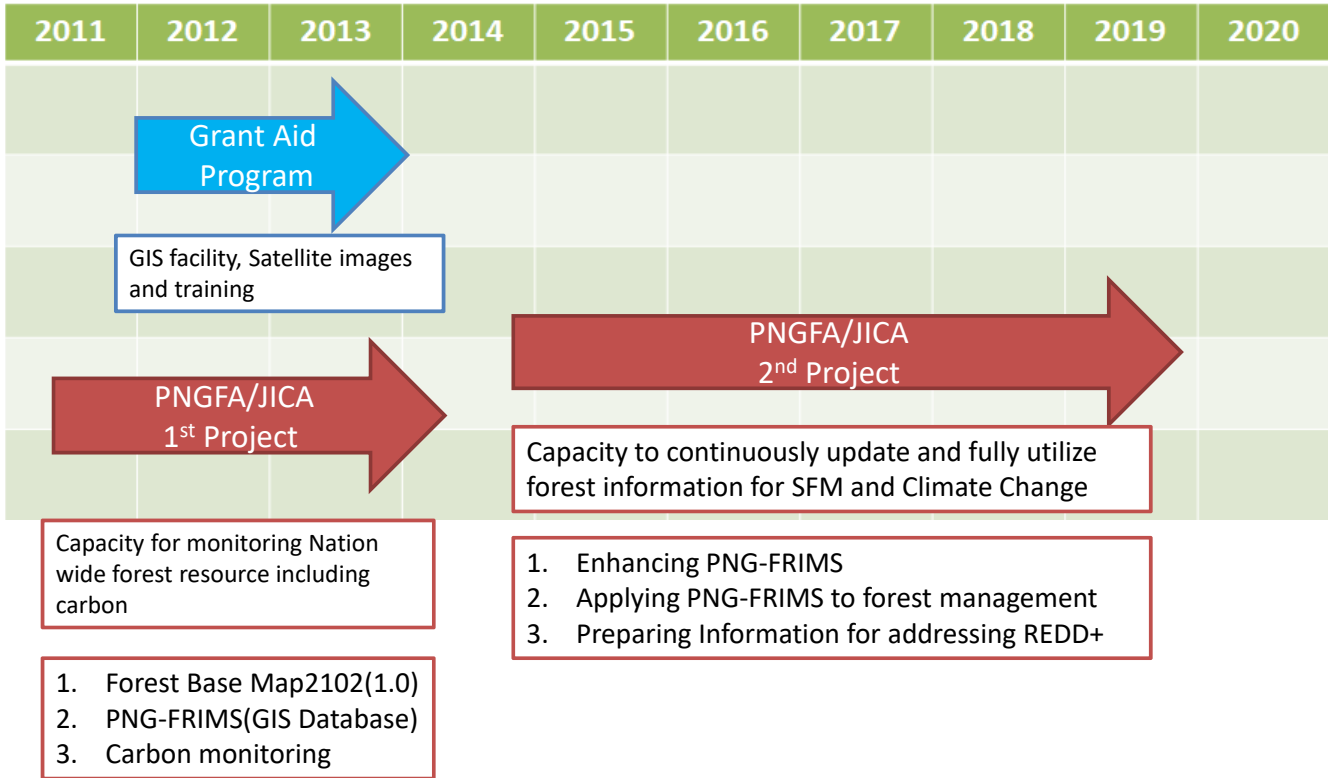 2011 2012 2013 2014 2015 2016 2017 2018 2019 2020
Grant Aid
Program
GIS facility, Satellite images
and training
PNGFA/JICA
2nd Project
PNGFA/JICA
1st Project
Capacity to continuously update and fully utilize
forest information for SFM and Climate Change
Capacity for monitoring Nation
wide forest resource including
carbon
1. Enhancing PNG-FRIMS
2. Applying PNG-FRIMS to forest management
3. Preparing Information for addressing REDD+
1. Forest Base Map2102(1.0)
2. PNG-FRIMS(GIS Database)
3. Carbon monitoring